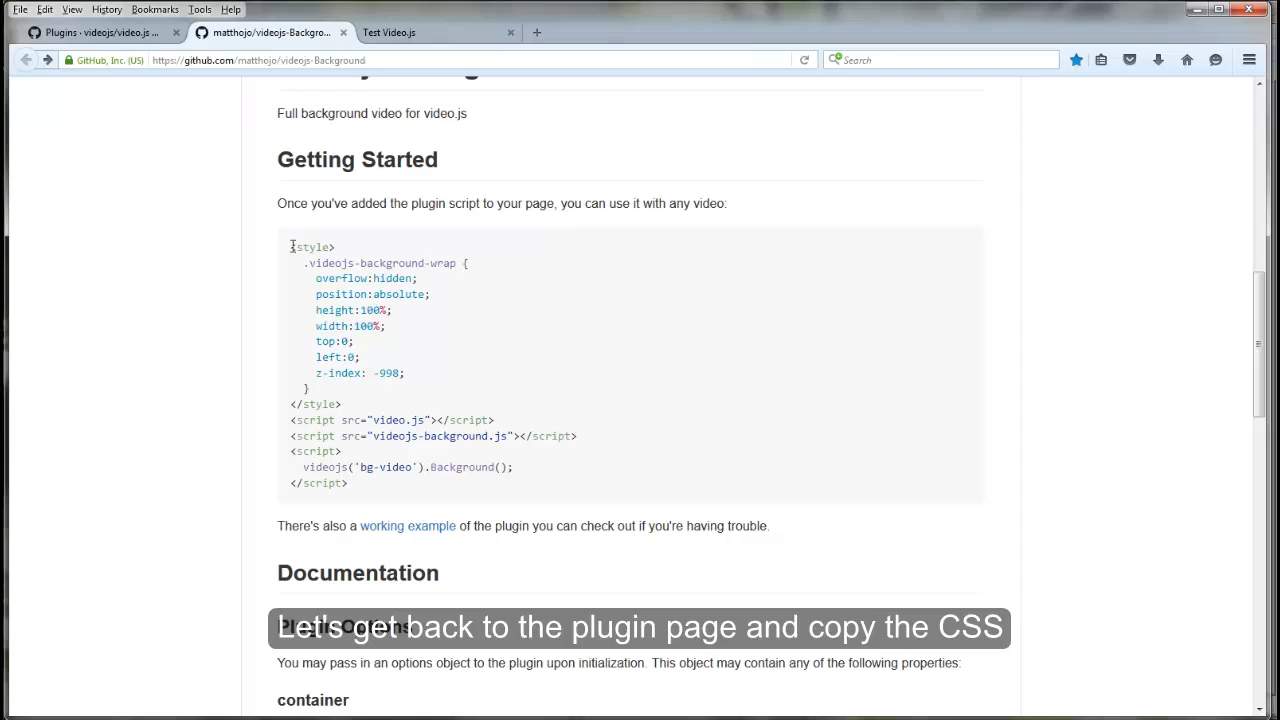 File Edit View History Bookmarks Tools Help
Plugins · videojs/video.js ...
matthojo/videojs-Backgro...
Test Video.js
GitHub, Inc. (US) https://github.com/matthojo/videojs-Background
Search
Full background video for video.js
Getting Started
Once you've added the plugin script to your page, you can use it with any video:
<style>
.videojs-background-wrap {
overflow:hidden;
position:absolute;
height:100%;
width:100%;
top:0;
left:0;
z-index: -998;
}
</style>
<script src="video.js"></script>
<script src="videojs-background.js"></script>
<script>
videojs('bg-video').Background();
</script>
There's also a working example of the plugin you can check out if you're having trouble.
Documentation
Plugin Options
Let's get back to the plugin page and copy the CSS
You may pass in an options object to the plugin upon initialization. This object may contain any of the following properties:
container